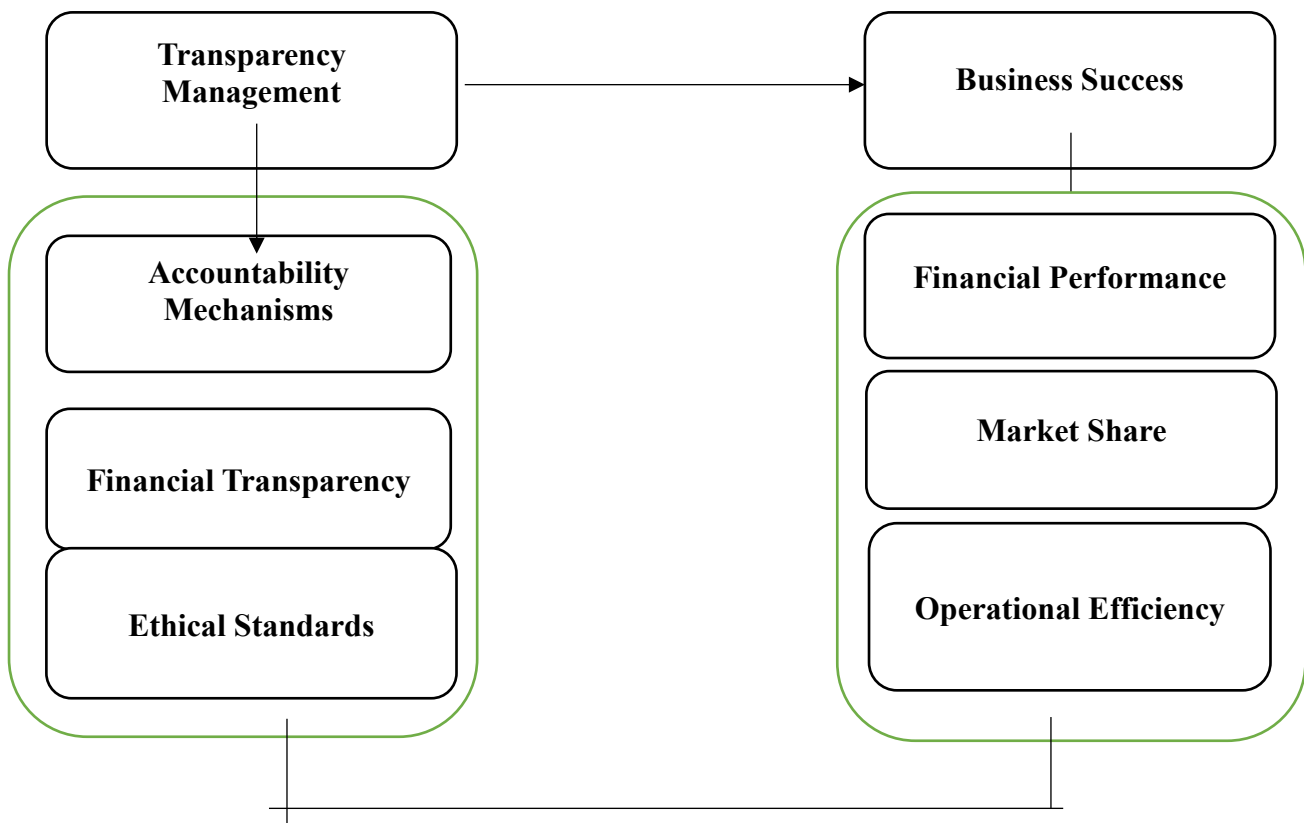 Transparency
Management
Business Success
Accountability
Mechanisms
Financial Transparency
Ethical Standards
Financial Performance
Market Share
Operational Efficiency